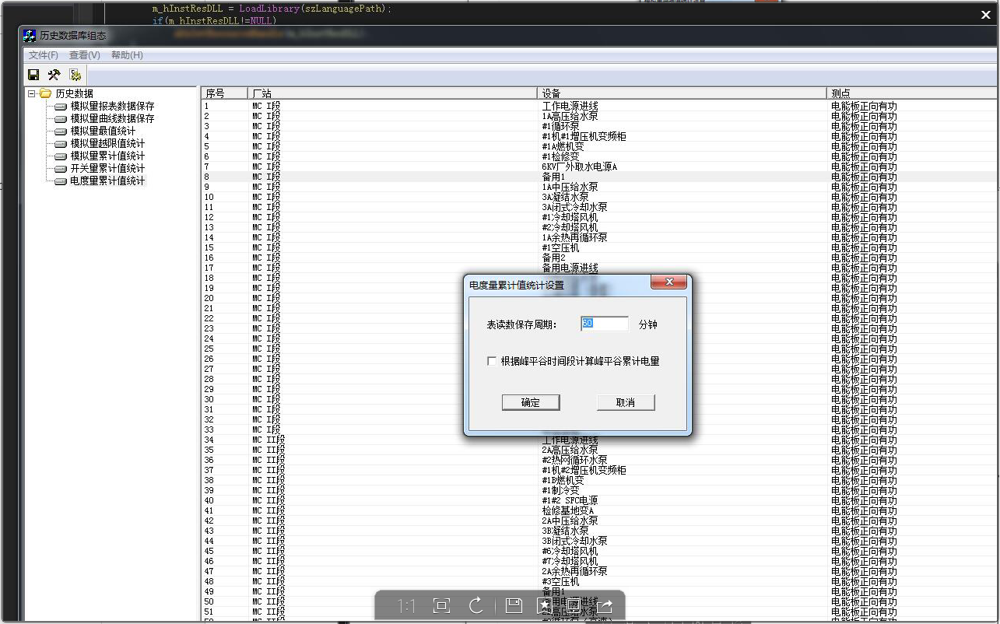 m_hInstResDLL = LoadLibrary(szLanguagePath);
if(m_hInstResDLL!=NULL)
历史数据库组态
文件(F) 查看(V) 帮助(H)
历史数据
模拟量报表数据保存
模拟量曲线数据保存
模拟量最值统计
模拟量越限值统计
模拟量累计值统计
开关量累计值统计
电度量累计值统计
序号 厂站 设备 测点
1 MC I段 工作电源进线 电能板正向有功
2 MC I段 1A高压给水泵 电能板正向有功
3 MC I段 #1循环泵 电能板正向有功
4 MC I段 #1机#1增压机变频柜 电能板正向有功
5 MC I段 #1A燃机变 电能板正向有功
6 MC I段 #1检修变 电能板正向有功
7 MC I段 6KV厂外取水电源A 电能板正向有功
8 MC I段 备用1 电能板正向有功
9 MC I段 1A中压给水泵 电能板正向有功
10 MC I段 3A凝结水泵 电能板正向有功
11 MC I段 3A闭式冷却水泵 电能板正向有功
12 MC I段 #1冷却塔风机 电能板正向有功
13 MC I段 #2冷却塔风机 电能板正向有功
14 MC I段 1A余热再循环泵 电能板正向有功
15 MC I段 #1空压机 电能板正向有功
16 MC I段 备用2 电能板正向有功
17 MC I段 备用电源进线 电能板正向有功
18 MC I段 电能板正向有功
19 MC I段 电能板正向有功
20 MC I段 电能板正向有功
21 MC I段 电能板正向有功
22 MC I段 电能板正向有功
23 MC I段 电能板正向有功
24 MC I段 电能板正向有功
25 MC I段 电能板正向有功
26 MC I段 电能板正向有功
27 MC I段 电能板正向有功
28 MC I段 电能板正向有功
29 MC I段 电能板正向有功
30 MC I段 电能板正向有功
31 MC I段 电能板正向有功
32 MC I段 电能板正向有功
33 MC I段 电能板正向有功
34 MC II段 工作电源进线 电能板正向有功
35 MC II段 2A高压给水泵 电能板正向有功
36 MC II段 #2热网循环水泵 电能板正向有功
37 MC II段 #1机#2增压机变频柜 电能板正向有功
38 MC II段 #1B燃机变 电能板正向有功
39 MC II段 #1制冷变 电能板正向有功
40 MC II段 #1#2 SFC电源 电能板正向有功
41 MC II段 检修基地变A 电能板正向有功
42 MC II段 2A中压给水泵 电能板正向有功
43 MC II段 3B凝结水泵 电能板正向有功
44 MC II段 3B闭式冷却水泵 电能板正向有功
45 MC II段 #6冷却塔风机 电能板正向有功
46 MC II段 #7冷却塔风机 电能板正向有功
47 MC II段 2A余热再循环泵 电能板正向有功
48 MC II段 #3空压机 电能板正向有功
49 MC II段 备用1 电能板正向有功
50 MC II段 电能板正向有功
51 MC II段 电能板正向有功
电度量累计值统计设置
表读数保存周期: 60 分钟
根据峰平谷时间段计算峰平谷累计电量
确定 取消
1:1